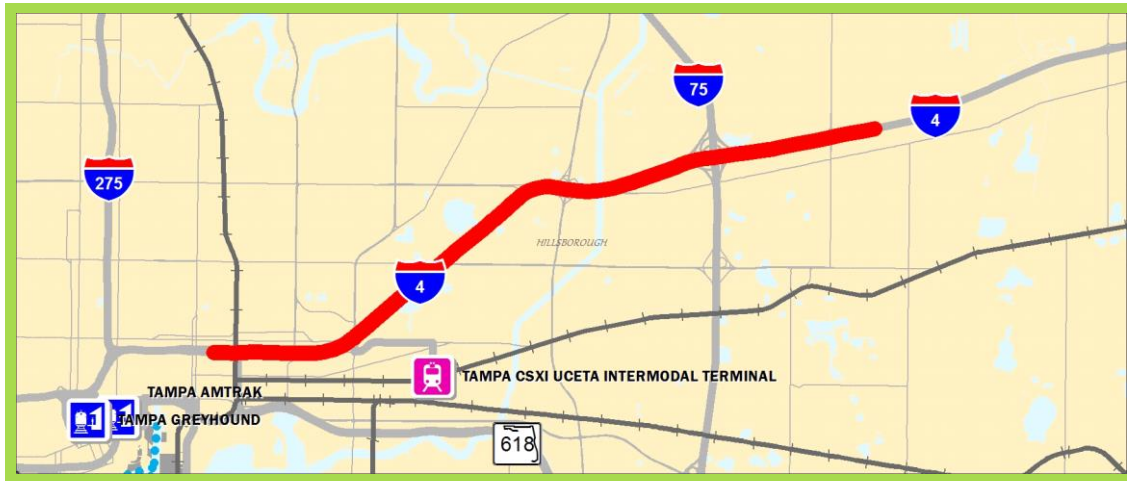 75
4
275
HILLSBOROUGH
4
TAMPA CSXI UCETA INTERMODAL TERMINAL
TAMPA AMTRAK
TAMPA GREYHOUND
618